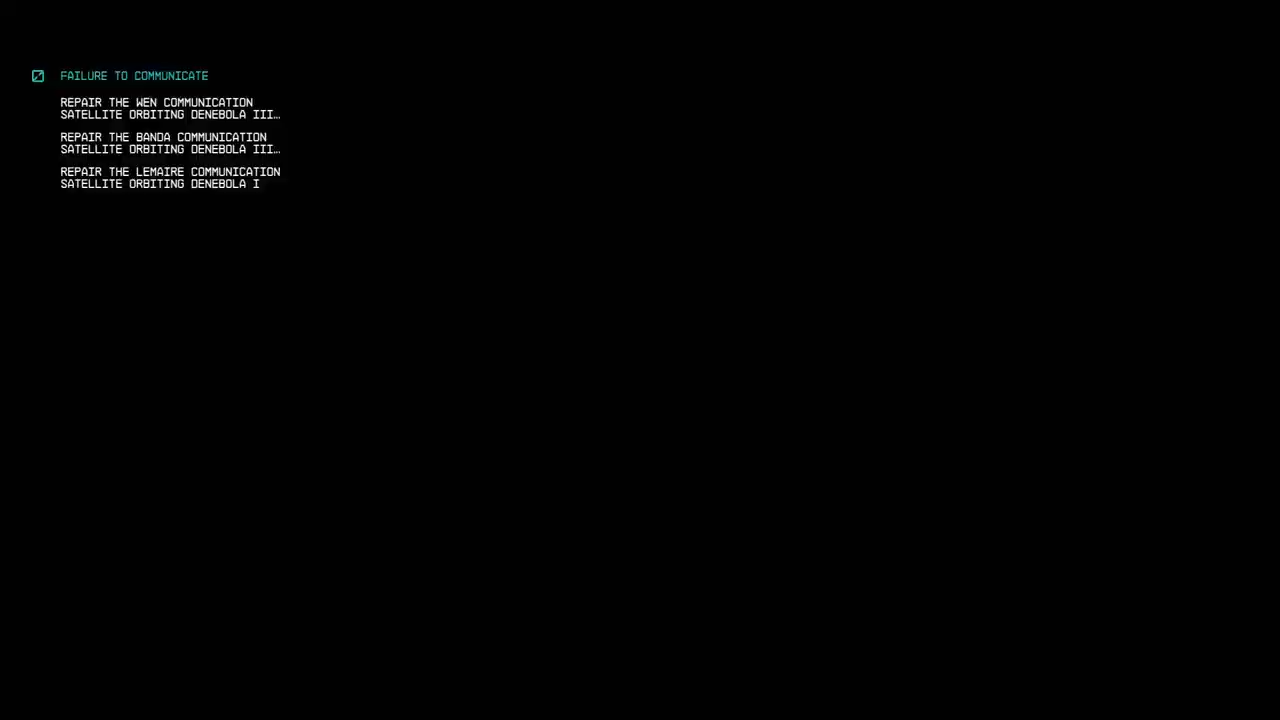 FAILURE TO COMMUNICATE
REPAIR THE WEN COMMUNICATION
SATELLITE ORBITING DENEBOLA III…
REPAIR THE BANDA COMMUNICATION
SATELLITE ORBITING DENEBOLA III…
REPAIR THE LEMAIRE COMMUNICATION
SATELLITE ORBITING DENEBOLA I